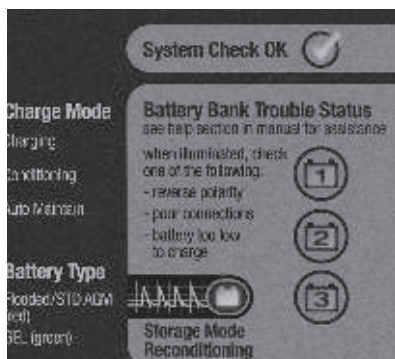 System Check OK
Charge Mode
Charging
Conditioning
Auto Maintain
Battery Type
Flooded/STD AGM
(red)
GEL (green)
Battery Bank Trouble Status
see help section in manual for assistance
when illuminated, check
one of the following:
- reverse polarity
- poor connections
- battery too low
to charge
1
2
3
Storage Mode
Reconditioning